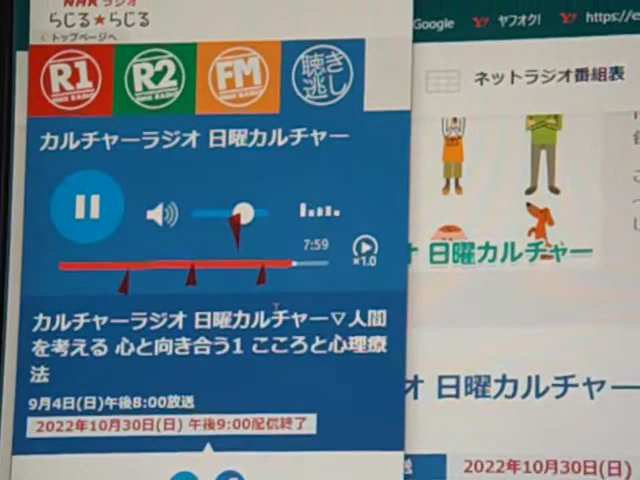 NHK ラジオ
らじる★らじる
トップページへ
R1
NHK RADIO
R2
NHK RADIO
FM
NHK RADIO
聴き
逃し
カルチャーラジオ 日曜カルチャー
7:59
×1.0
カルチャーラジオ 日曜カルチャー▽人間
を考える 心と向き合う1 こころと心理療
法
9月4日(日)午後8:00放送
2022年10月30日(日) 午後9:00配信終了
Google
ヤフオク!
https://e
ネットラジオ番組表
オ 日曜カルチャー
オ 日曜カルチャー
2022年10月30日(日)